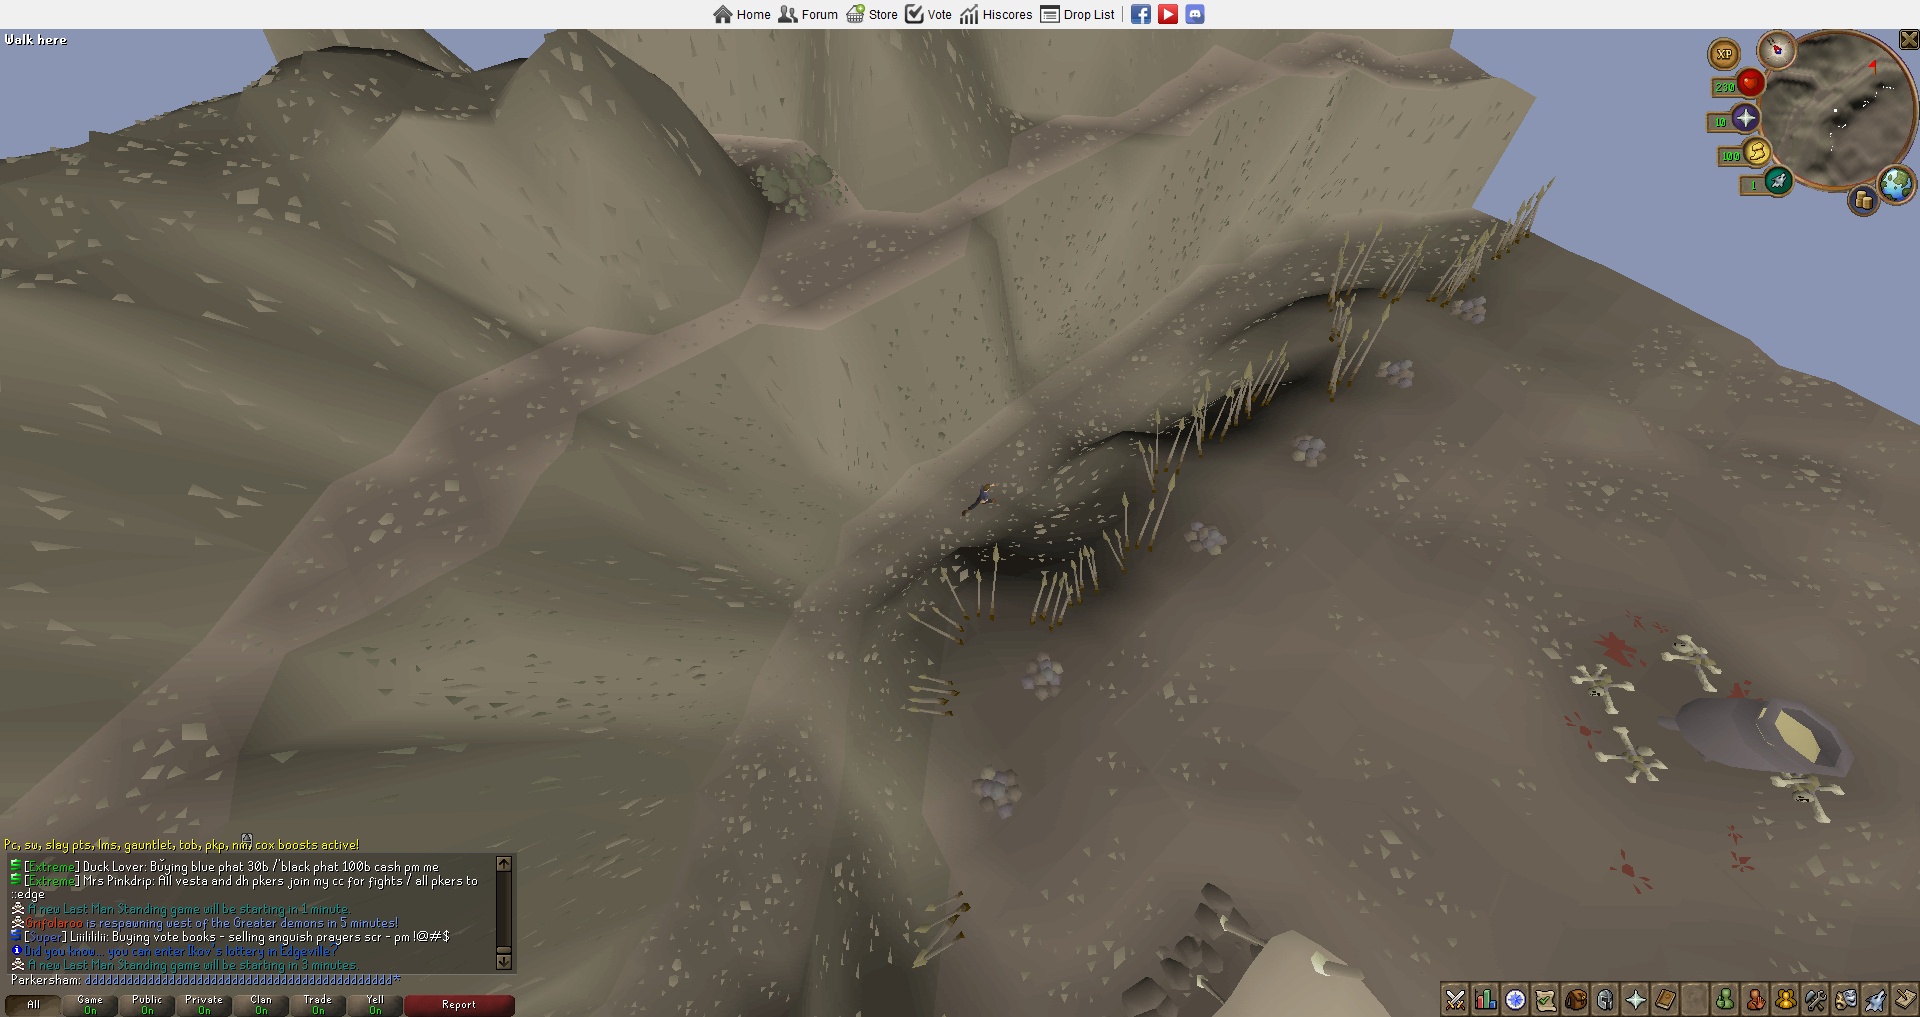 Home Forum Store Vote Hiscores Drop List
Walk here
XP
230
10
100
1
Pc, sw, slay pts, lms, gauntlet, tob, pkp, nm, cox boosts active!
[Extreme] Duck Lover: Buying blue phat 30b / black phat 100b cash pm me
[Extreme] Mrs Pinkdrip: All vesta and dh pkers join my cc for fights / all pkers to
::edge
A new Last Man Standing game will be starting in 1 minute.
Grifolaroo is respawning west of the Greater demons in 5 minutes!
[Super] Liiilililii: Buying vote books - selling anguish prayers scr - pm !@#$
Did you know... you can enter Ikov's lottery in Edgeville?
A new Last Man Standing game will be starting in 3 minutes.
Parkersham:
All Game Public Private Clan Trade Yell Report
On On On On On On